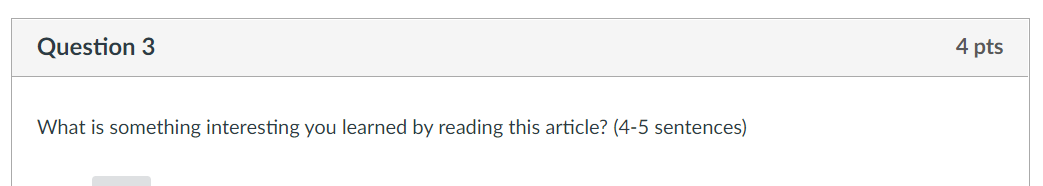 Question 3 4 pts
What is something interesting you learned by reading this article? (4-5 sentences)